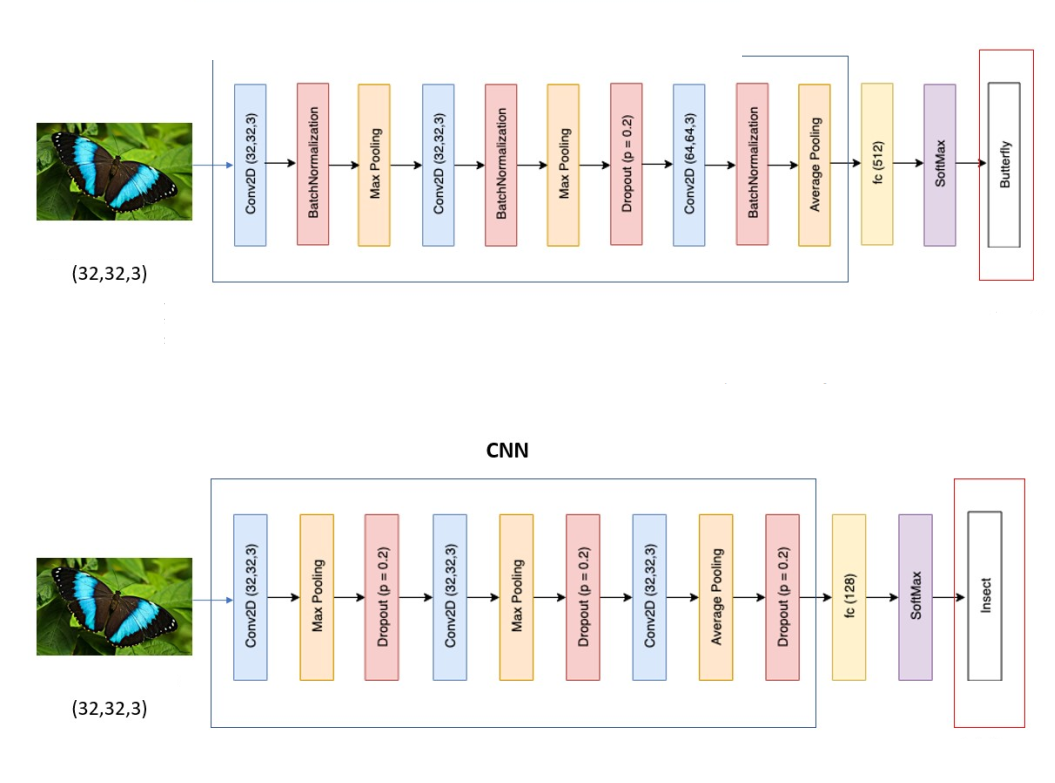 Conv2D (32,32,3)
BatchNormalization
Max Pooling
Conv2D (32,32,3)
BatchNormalization
Max Pooling
Dropout (p = 0.2)
Conv2D (64,64,3)
BatchNormalization
Average Pooling
fc (512)
SoftMax
Butterfly
(32,32,3)
CNN
Conv2D (32,32,3)
Max Pooling
Dropout (p = 0.2)
Conv2D (32,32,3)
Max Pooling
Dropout (p = 0.2)
Conv2D (32,32,3)
Average Pooling
Dropout (p = 0.2)
fc (128)
SoftMax
Insect
(32,32,3)